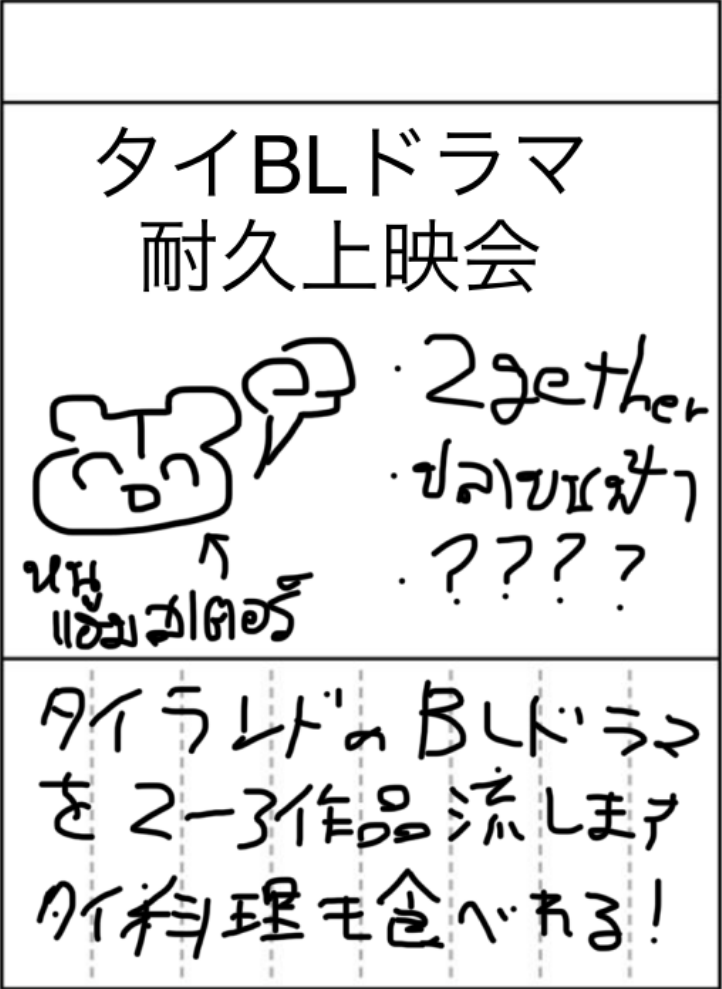 タイBLドラマ
耐久上映会
・2gether
・ปลายฟ้า
・????
หนู
แฮมสเตอร์
タイランドのBLドラマ
を2-3作品流します
タイ料理も食べれる!